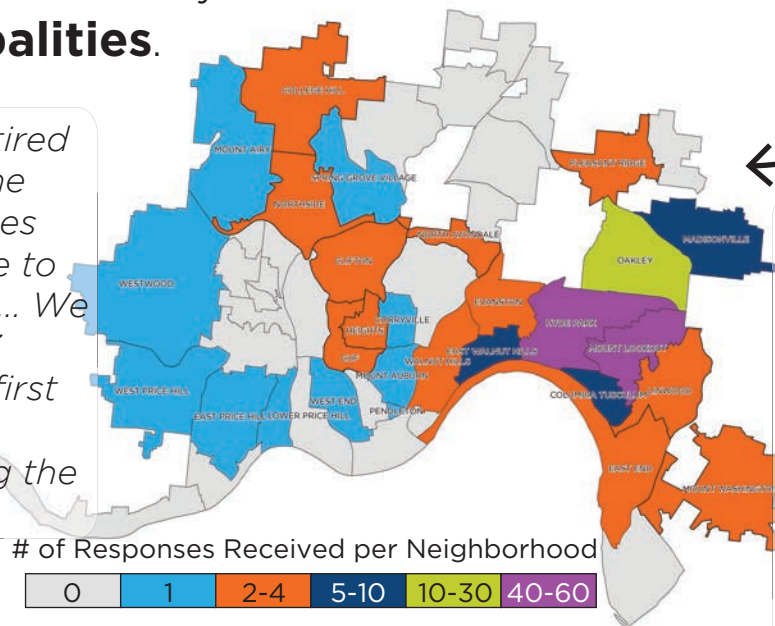 palities.
tired
ne
es
e to
... We
first
g the
COLLEGE HILL
MOUNT AIRY
SPRING GROVE VILLAGE
NORTHSIDE
PLEASANT RIDGE
NORTH AVONDALE
MADISONVILLE
CLIFTON
OAKLEY
WESTWOOD
EVANSTON
HYDE PARK
CORRYVILLE
HEIGHTS
EAST WALNUT HILLS
MOUNT LOOKOUT
CUF
WALNUT HILLS
MOUNT AUBURN
WEST PRICE HILL
COLUMBIA TUSCULUM
LINWOOD
WEST END
EAST PRICE HILL
LOWER PRICE HILL
PENDLETON
EAST END
MOUNT WASHINGTON
# of Responses Received per Neighborhood
0 1 2-4 5-10 10-30 40-60